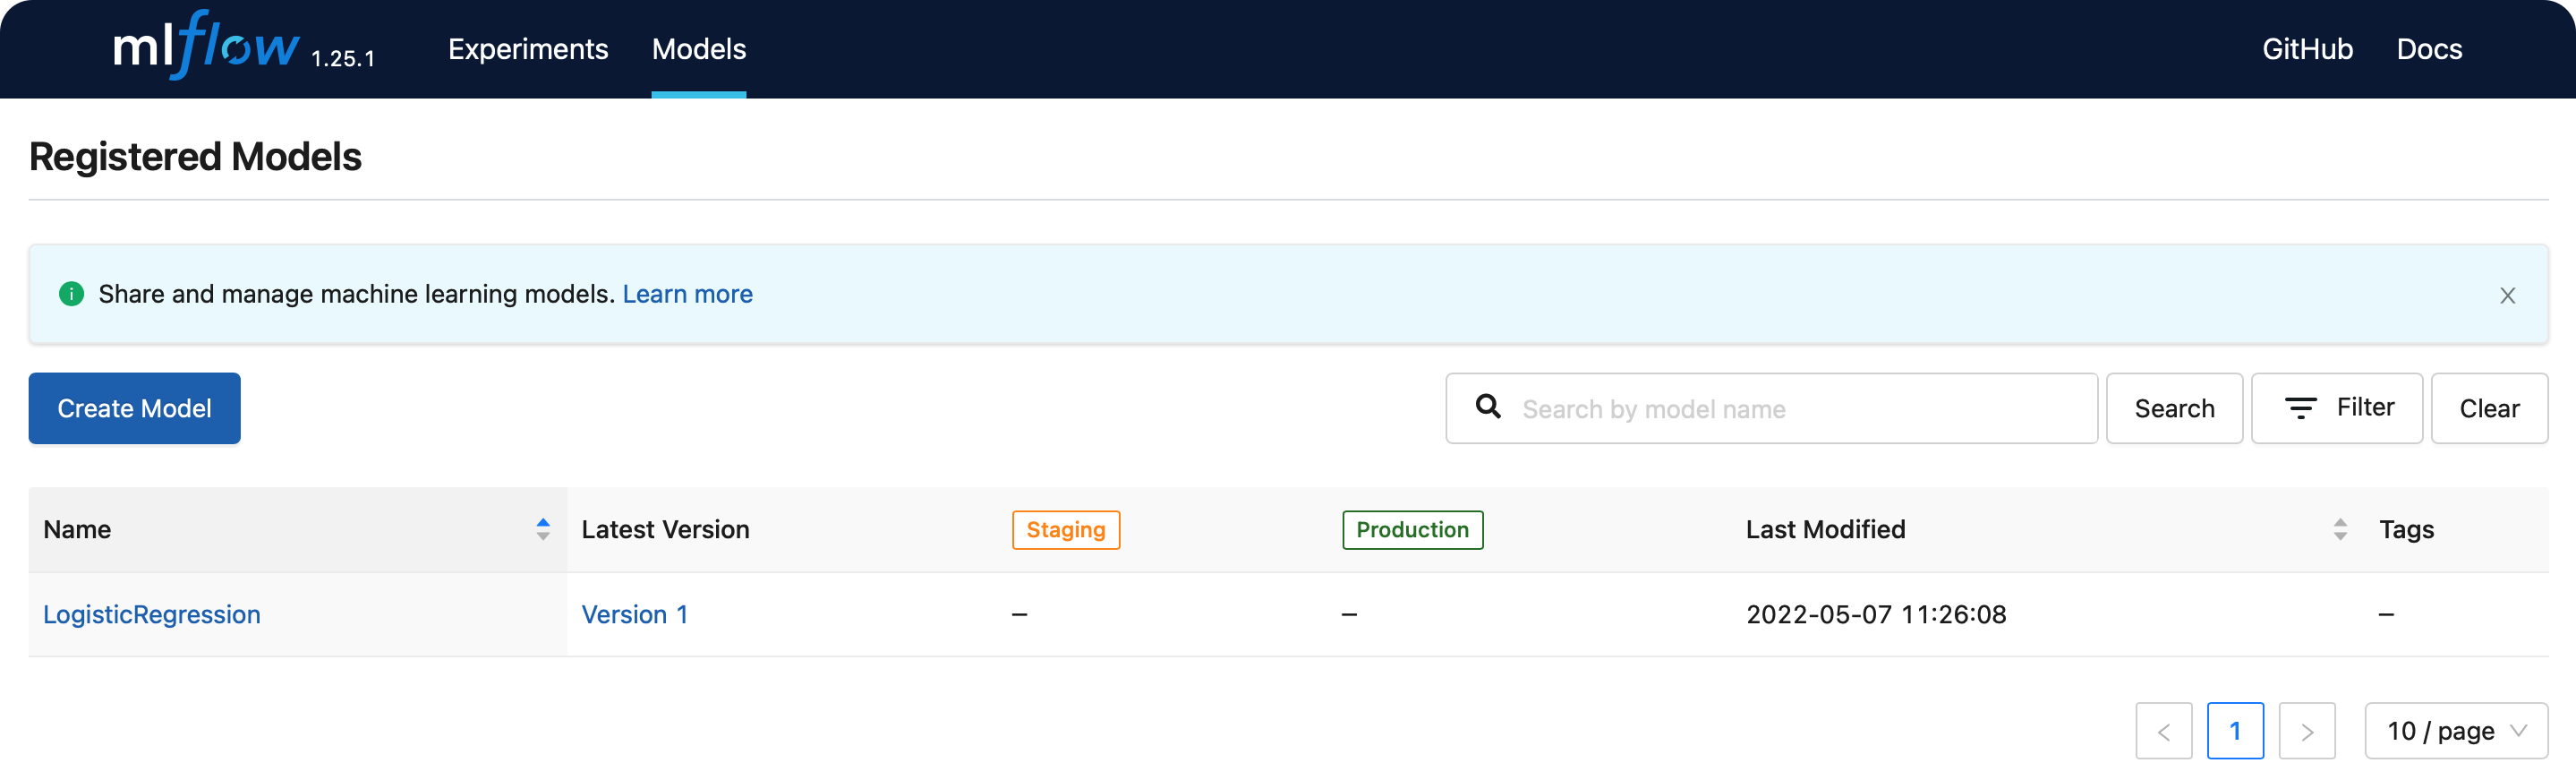 mlflow 1.25.1 Experiments Models GitHub Docs
Registered Models
Share and manage machine learning models. Learn more
Create Model Search by model name Search Filter Clear
Name Latest Version Staging Production Last Modified Tags
LogisticRegression Version 1 – – 2022-05-07 11:26:08 –
< 1 > 10 / page